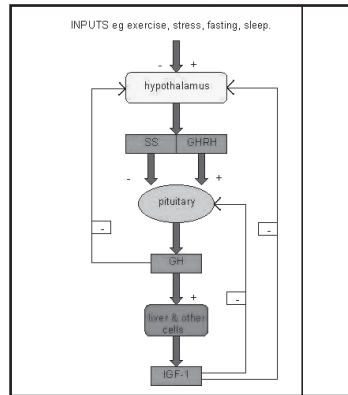 INPUTS eg exercise, stress, fasting, sleep.
- +
hypothalamus
SS GHRH
- +
pituitary
-
-
GH
-
+
liver & other
cells
IGF-1